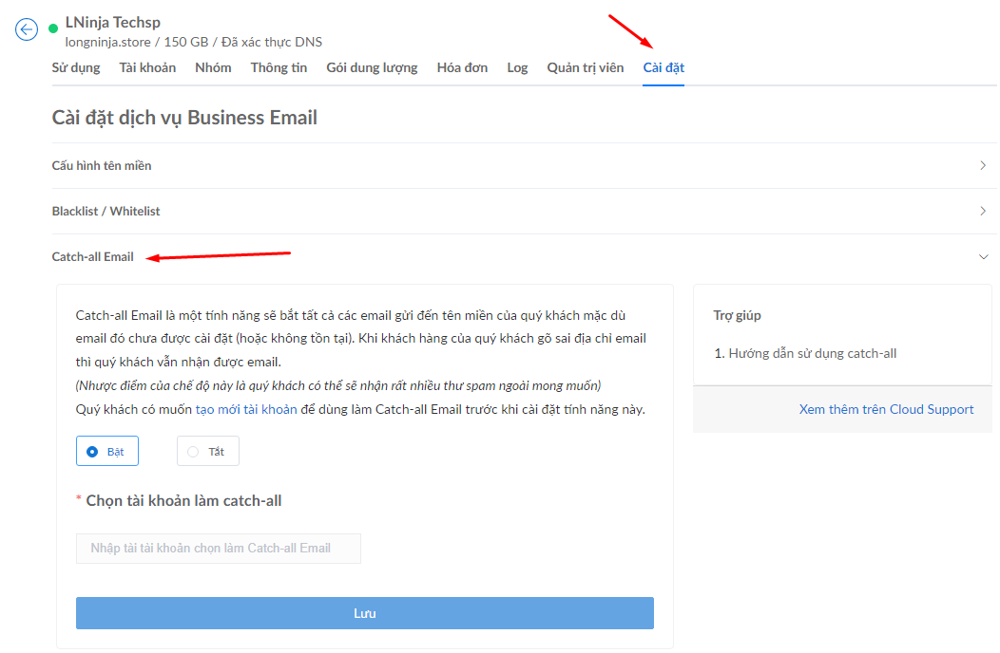 LNinja Techsp
longninja.store / 150 GB / Đã xác thực DNS
Sử dụng Tài khoản Nhóm Thông tin Gói dung lượng Hóa đơn Log Quản trị viên Cài đặt
Cài đặt dịch vụ Business Email
Cấu hình tên miền
Blacklist / Whitelist
Catch-all Email
Catch-all Email là một tính năng sẽ bắt tất cả các email gửi đến tên miền của quý khách mặc dù
email đó chưa được cài đặt (hoặc không tồn tại). Khi khách hàng của quý khách gõ sai địa chỉ email
thì quý khách vẫn nhận được email.
(Nhược điểm của chế độ này là quý khách có thể sẽ nhận rất nhiều thư spam ngoài mong muốn)
Quý khách có muốn tạo mới tài khoản để dùng làm Catch-all Email trước khi cài đặt tính năng này.
Bật Tắt
* Chọn tài khoản làm catch-all
Nhập tài tài khoản chọn làm Catch-all Email
Lưu
Trợ giúp
1. Hướng dẫn sử dụng catch-all
Xem thêm trên Cloud Support